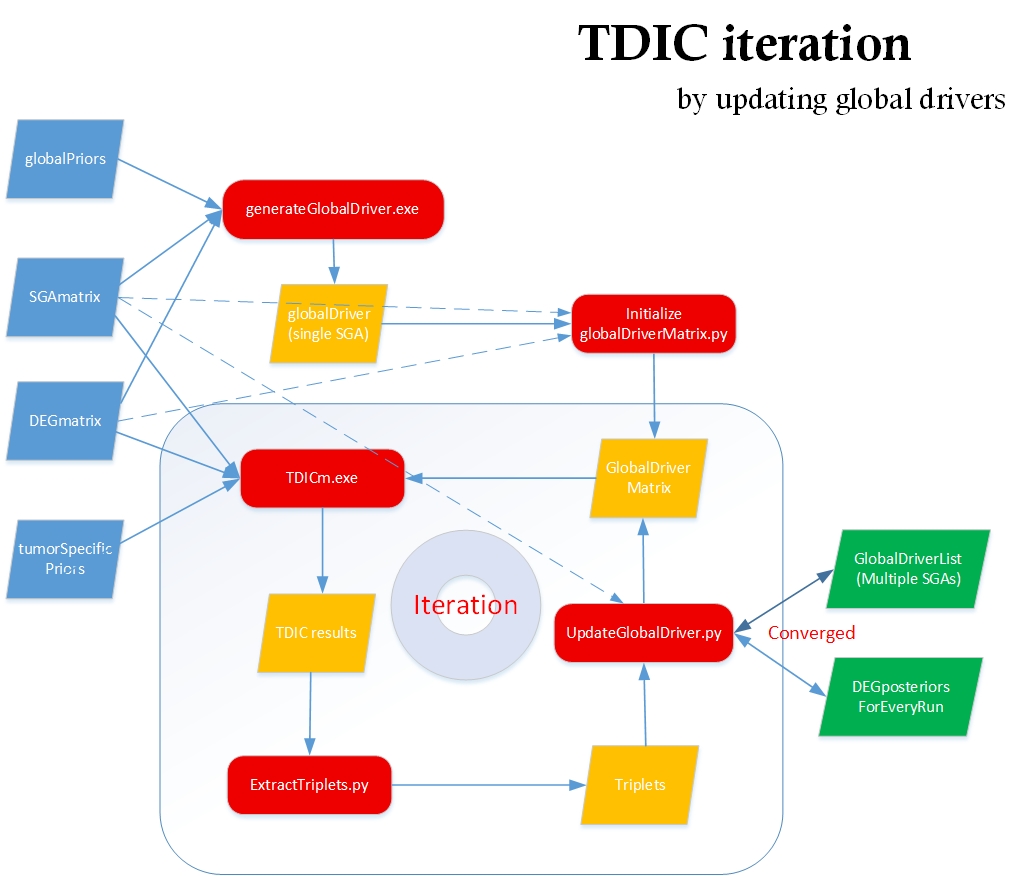 TDIC iteration
by updating global drivers
globalPriors
generateGlobalDriver.exe
SGAmatrix
globalDriver
(single SGA)
Initialize
globalDriverMatrix.py
DEGmatrix
TDICm.exe
GlobalDriver
Matrix
tumorSpecific
Priors
GlobalDriverList
(Multiple SGAs)
Iteration
TDIC results
UpdateGlobalDriver.py
Converged
DEGposteriors
ForEveryRun
ExtractTriplets.py
Triplets